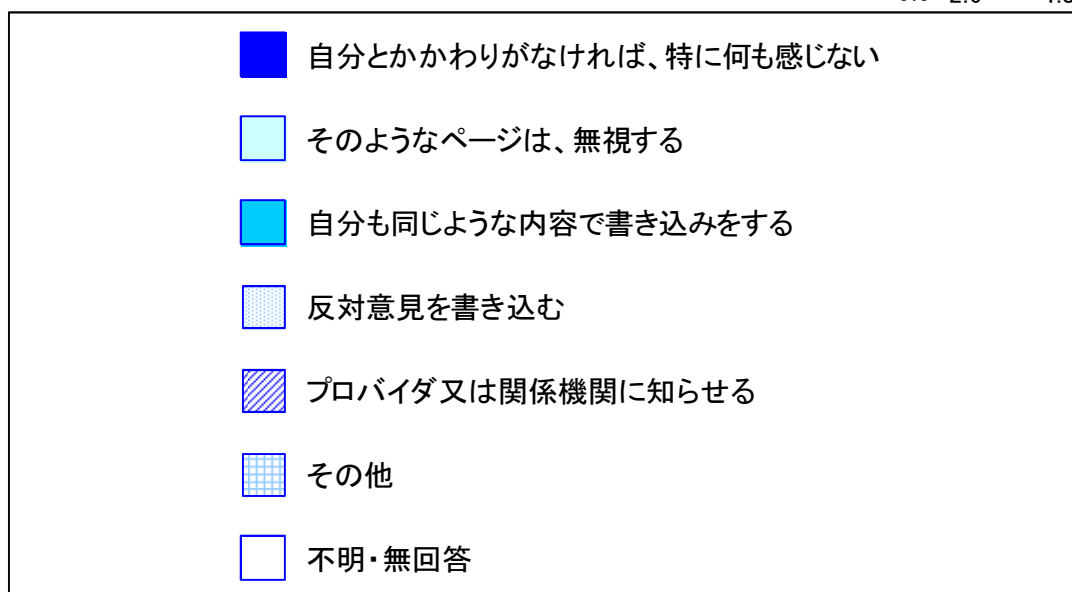 自分とかかわりがなければ、特に何も感じない
そのようなページは、無視する
自分も同じような内容で書き込みをする
反対意見を書き込む
プロバイダ又は関係機関に知らせる
その他
不明・無回答